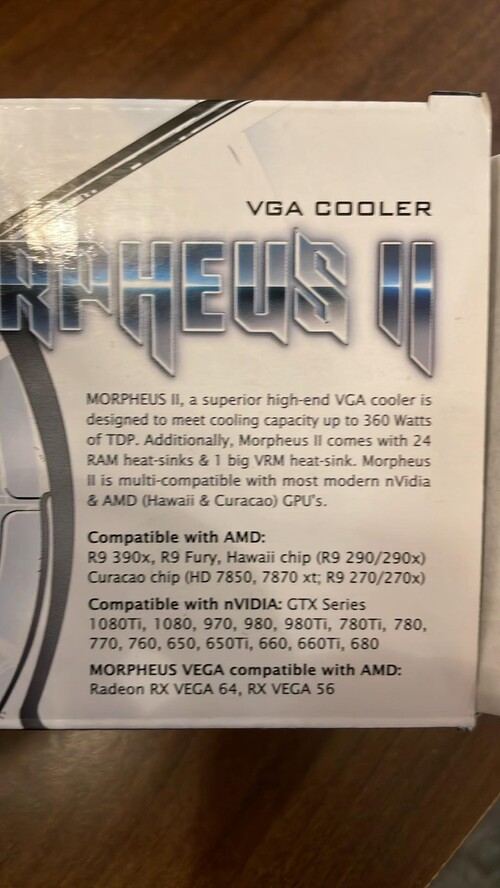 VGA COOLER
RPHEUS II
MORPHEUS II, a superior high-end VGA cooler is
designed to meet cooling capacity up to 360 Watts
of TDP. Additionally, Morpheus II comes with 24
RAM heat-sinks & 1 big VRM heat-sink. Morpheus
II is multi-compatible with most modern nVidia
& AMD (Hawaii & Curacao) GPU's.
Compatible with AMD:
R9 390x, R9 Fury, Hawaii chip (R9 290/290x)
Curacao chip (HD 7850, 7870 xt; R9 270/270x)
Compatible with nVIDIA: GTX Series
1080Ti, 1080, 970, 980, 980Ti, 780Ti, 780,
770, 760, 650, 650Ti, 660, 660Ti, 680
MORPHEUS VEGA compatible with AMD:
Radeon RX VEGA 64, RX VEGA 56